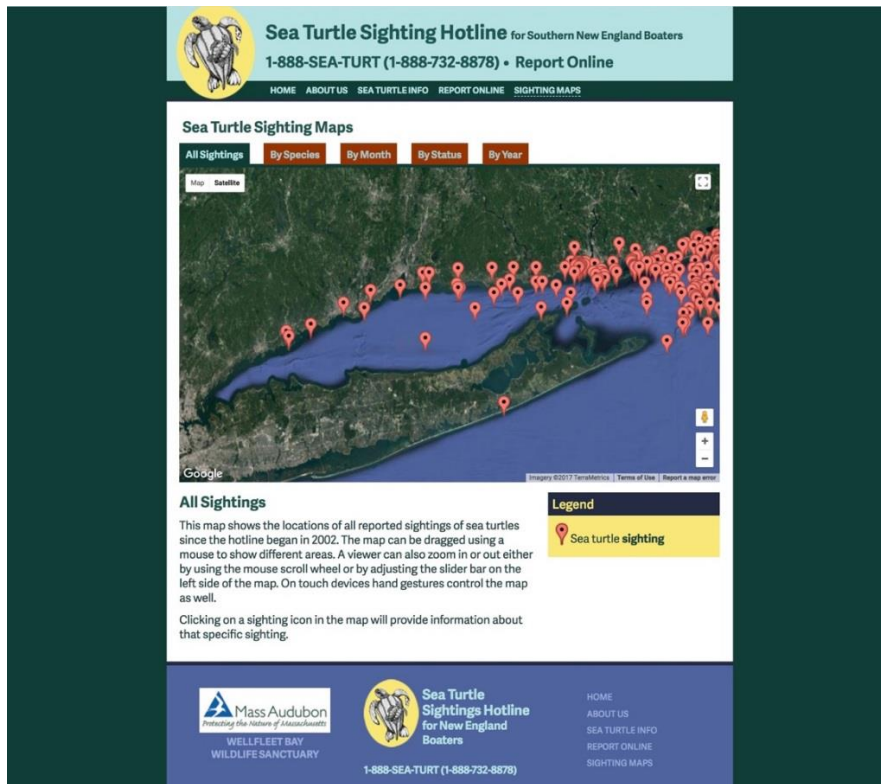 Sea Turtle Sighting Hotline for Southern New England Boaters
1-888-SEA-TURT (1-888-732-8878) • Report Online
HOME ABOUT US SEA TURTLE INFO REPORT ONLINE SIGHTING MAPS
Sea Turtle Sighting Maps
All Sightings By Species By Month By Status By Year
Map Satellite
Google
Imagery ©2017 TerraMetrics Terms of Use Report a map error
All Sightings
This map shows the locations of all reported sightings of sea turtles
since the hotline began in 2002. The map can be dragged using a
mouse to show different areas. A viewer can also zoom in or out either
by using the mouse scroll wheel or by adjusting the slider bar on the
left side of the map. On touch devices hand gestures control the map
as well.
Clicking on a sighting icon in the map will provide information about
that specific sighting.
Legend
Sea turtle sighting
Mass Audubon
Protecting the Nature of Massachusetts
WELLFLEET BAY
WILDLIFE SANCTUARY
Sea Turtle
Sightings Hotline
for New England
Boaters
1-888-SEA-TURT (1-888-732-8878)
HOME
ABOUT US
SEA TURTLE INFO
REPORT ONLINE
SIGHTING MAPS